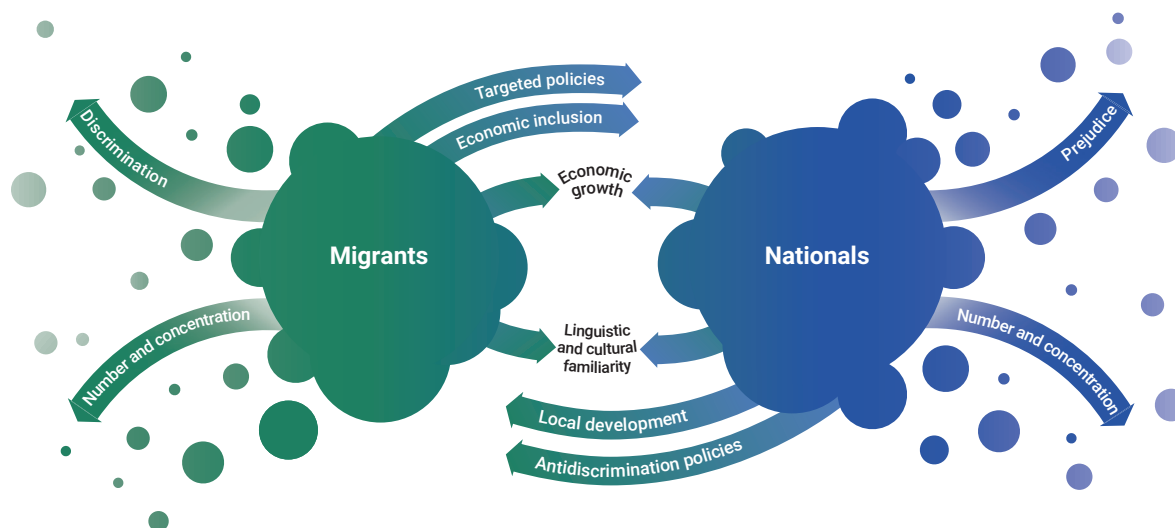 Targeted policies
Economic inclusion
Discrimination
Prejudice
Economic
growth
Migrants
Nationals
Number and concentration
Linguistic
and cultural
familiarity
Number and concentration
Local development
Antidiscrimination policies